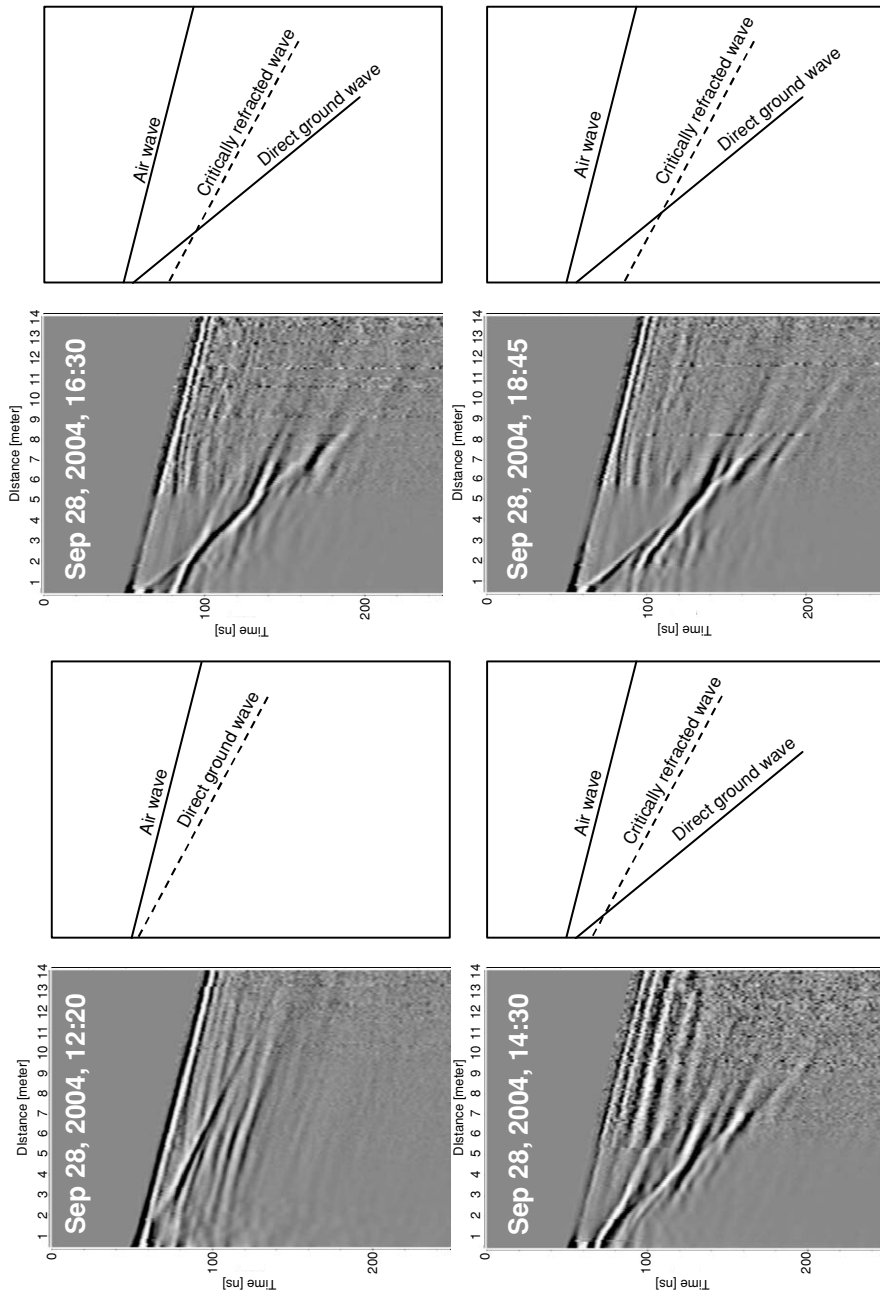 DIstance [meter]
1 2 3 4 5 6 7 8 9 10 11 12 13 14
Sep 28, 2004, 12:20
0
100
200
Time [ns]
Air wave
Direct ground wave
DIstance [meter]
1 2 3 4 5 6 7 8 9 10 11 12 13 14
Sep 28, 2004, 16:30
0
100
200
Time [ns]
Air wave
Critically refracted wave
Direct ground wave
DIstance [meter]
1 2 3 4 5 6 7 8 9 10 11 12 13 14
Sep 28, 2004, 14:30
0
100
200
Time [ns]
Air wave
Critically refracted wave
Direct ground wave
DIstance [meter]
1 2 3 4 5 6 7 8 9 10 11 12 13 14
Sep 28, 2004, 18:45
0
100
200
Time [ns]
Air wave
Critically refracted wave
Direct ground wave